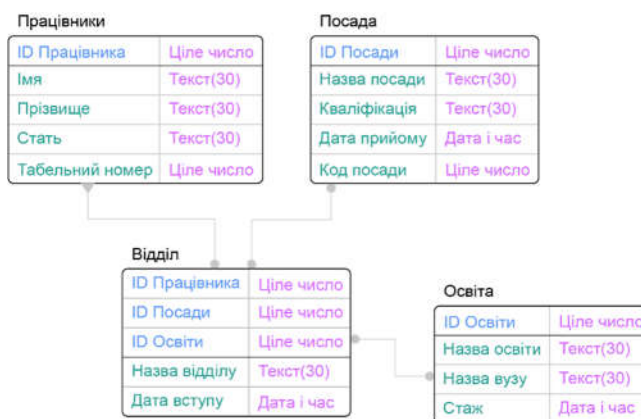 Працівники
ID Працівника Ціле число
Імя Текст(30)
Прізвище Текст(30)
Стать Текст(30)
Табельний номер Ціле число
Посада
ID Посади Ціле число
Назва посади Текст(30)
Кваліфікація Текст(30)
Дата прийому Дата і час
Код посади Ціле число
Відділ
ID Працівника Ціле число
ID Посади Ціле число
ID Освіти Ціле число
Назва відділу Текст(30)
Дата вступу Дата і час
Освіта
ID Освіти Ціле число
Назва освіти Текст(30)
Назва вузу Текст(30)
Стаж Дата і час